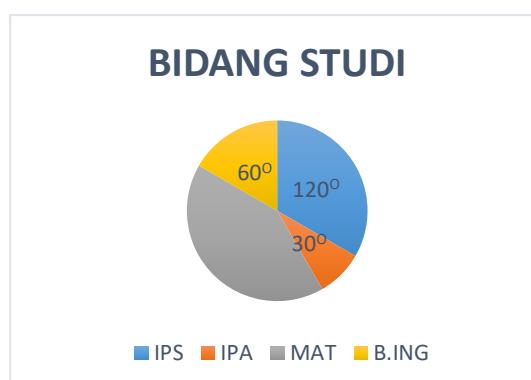 BIDANG STUDI
60ᴼ
120ᴼ
30ᴼ
IPS IPA MAT B.ING